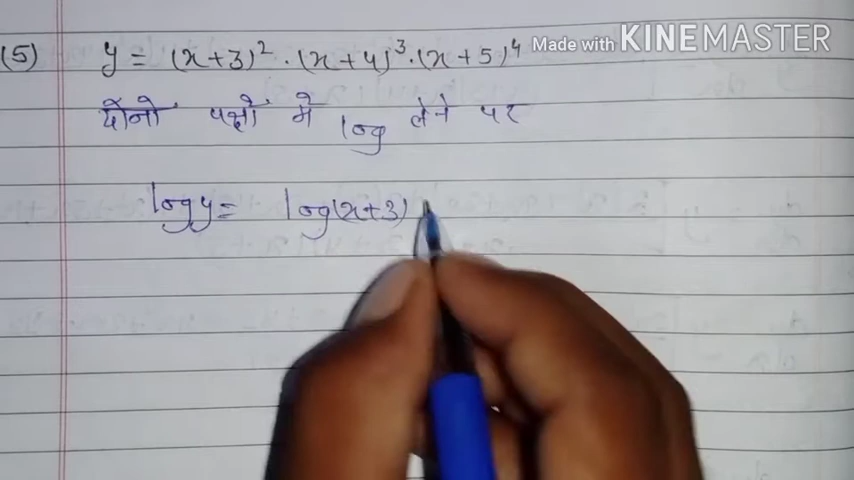 (5) y = (x+3)² · (x+4)³ · (x+5)⁴ Made with KINEMASTER
दोनो पक्षों मे log लेने पर
log y = log(x+3)